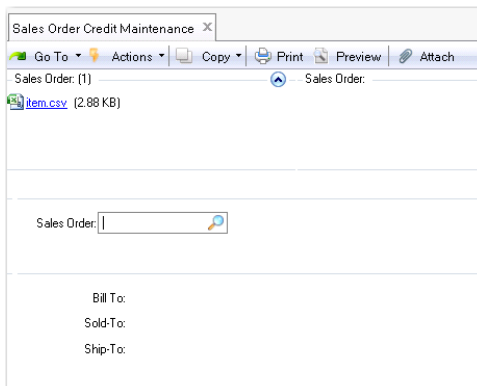 Sales Order Credit Maintenance X
Go To Actions Copy Print Preview Attach
Sales Order: (1) Sales Order:
item.csv (2.88 KB)
Sales Order:
Bill To:
Sold-To:
Ship-To: